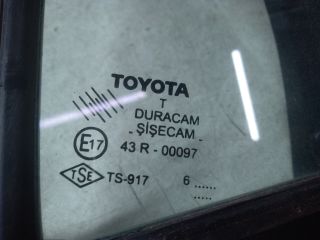 TOYOTA
T
DURACAM
- ŞİŞECAM -
E17 43 R - 00097
TSE TS-917 6 ......
.....